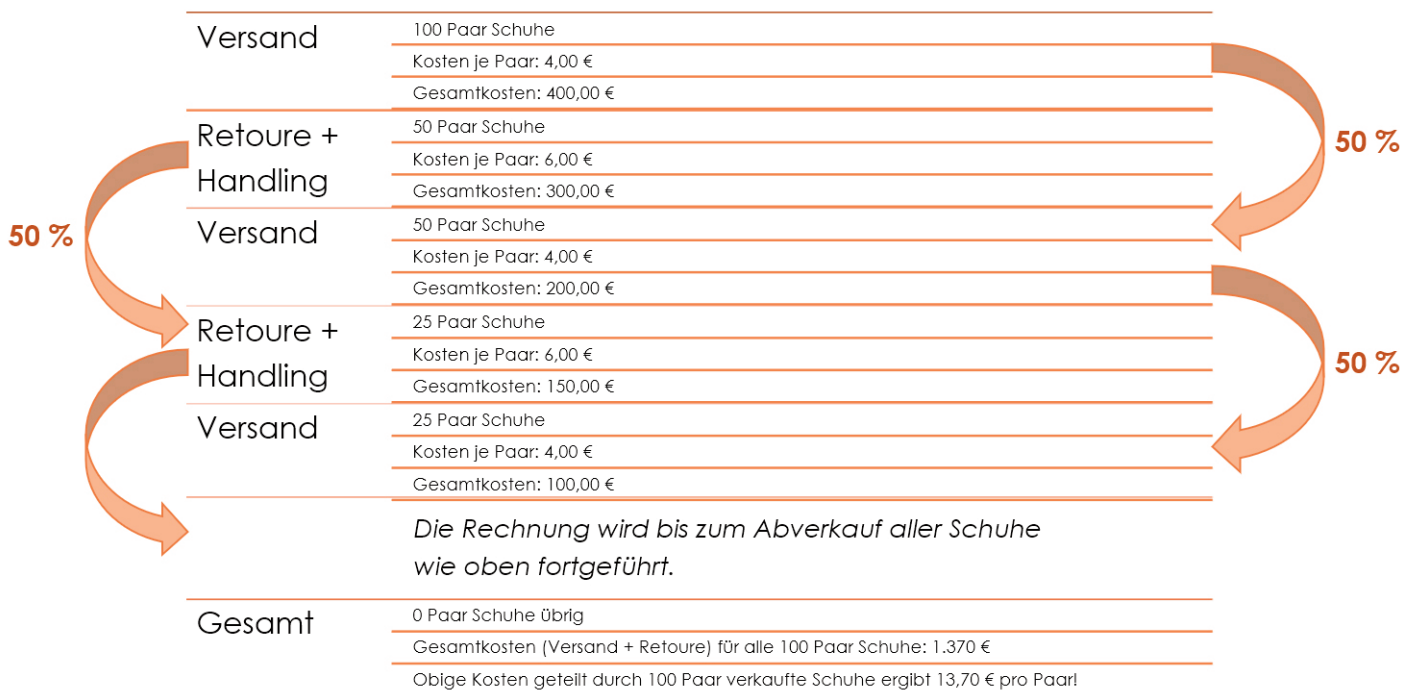 Versand
100 Paar Schuhe
Kosten je Paar: 4,00 €
Gesamtkosten: 400,00 €
50 %
Retoure +
Handling
50 Paar Schuhe
Kosten je Paar: 6,00 €
Gesamtkosten: 300,00 €
50 %
Versand
50 Paar Schuhe
Kosten je Paar: 4,00 €
Gesamtkosten: 200,00 €
Retoure +
Handling
25 Paar Schuhe
Kosten je Paar: 6,00 €
Gesamtkosten: 150,00 €
50 %
Versand
25 Paar Schuhe
Kosten je Paar: 4,00 €
Gesamtkosten: 100,00 €
Die Rechnung wird bis zum Abverkauf aller Schuhe
wie oben fortgeführt.
Gesamt
0 Paar Schuhe übrig
Gesamtkosten (Versand + Retoure) für alle 100 Paar Schuhe: 1.370 €
Obige Kosten geteilt durch 100 Paar verkaufte Schuhe ergibt 13,70 € pro Paar!